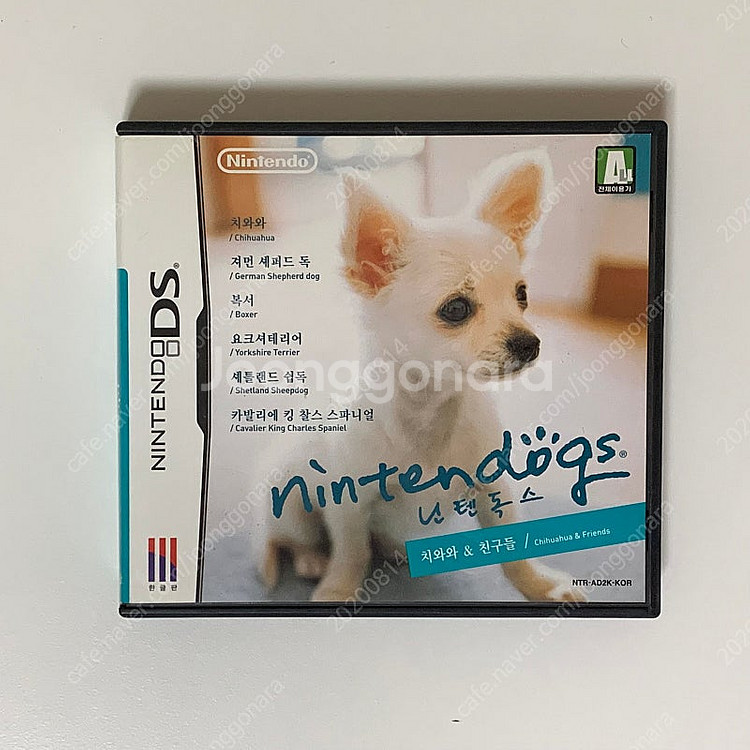 Nintendo®
A
전체이용가
치와와
/ Chihuahua
져먼 셰퍼드 독
/ German Shepherd dog
복서
/ Boxer
요크셔테리어
/ Yorkshire Terrier
셰틀랜드 쉽독
/ Shetland Sheepdog
카발리에 킹 찰스 스파니얼
/ Cavalier King Charles Spaniel
NINTENDO DS®
nintendogs®
닌텐독스
치와와 & 친구들 / Chihuahua & Friends
한글판
NTR-AD2K-KOR
Joonggonara
cafe.naver.com/joonggonara
20200814